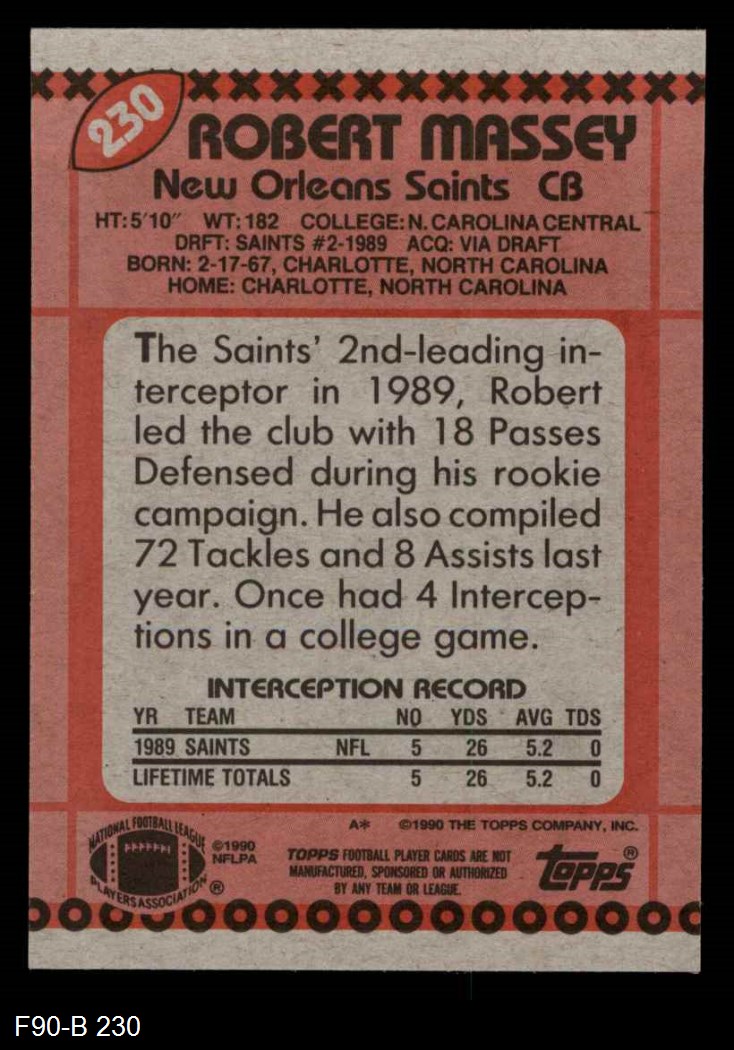 230
ROBERT MASSEY
New Orleans Saints CB
HT: 5'10" WT: 182 COLLEGE: N. CAROLINA CENTRAL
DRFT: SAINTS #2-1989 ACQ: VIA DRAFT
BORN: 2-17-67, CHARLOTTE, NORTH CAROLINA
HOME: CHARLOTTE, NORTH CAROLINA
The Saints' 2nd-leading in-
terceptor in 1989, Robert
led the club with 18 Passes
Defensed during his rookie
campaign. He also compiled
72 Tackles and 8 Assists last
year. Once had 4 Intercep-
tions in a college game.
INTERCEPTION RECORD
YR TEAM NO YDS AVG TDS
1989 SAINTS NFL 5 26 5.2 0
LIFETIME TOTALS 5 26 5.2 0
A* ©1990 THE TOPPS COMPANY, INC.
NATIONAL FOOTBALL LEAGUE
PLAYERS ASSOCIATION ®
©1990
NFLPA
TOPPS FOOTBALL PLAYER CARDS ARE NOT
MANUFACTURED, SPONSORED OR AUTHORIZED
BY ANY TEAM OR LEAGUE.
topps®
F90-B 230